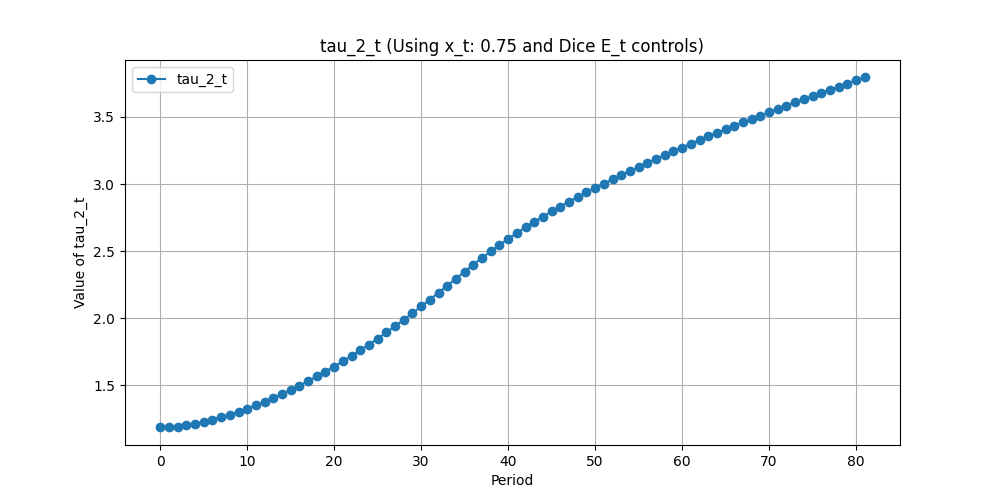 tau_2_t (Using x_t: 0.75 and Dice E_t controls)
tau_2_t
3.5
3.0
2.5
2.0
1.5
Value of tau_2_t
0 10 20 30 40 50 60 70 80
Period